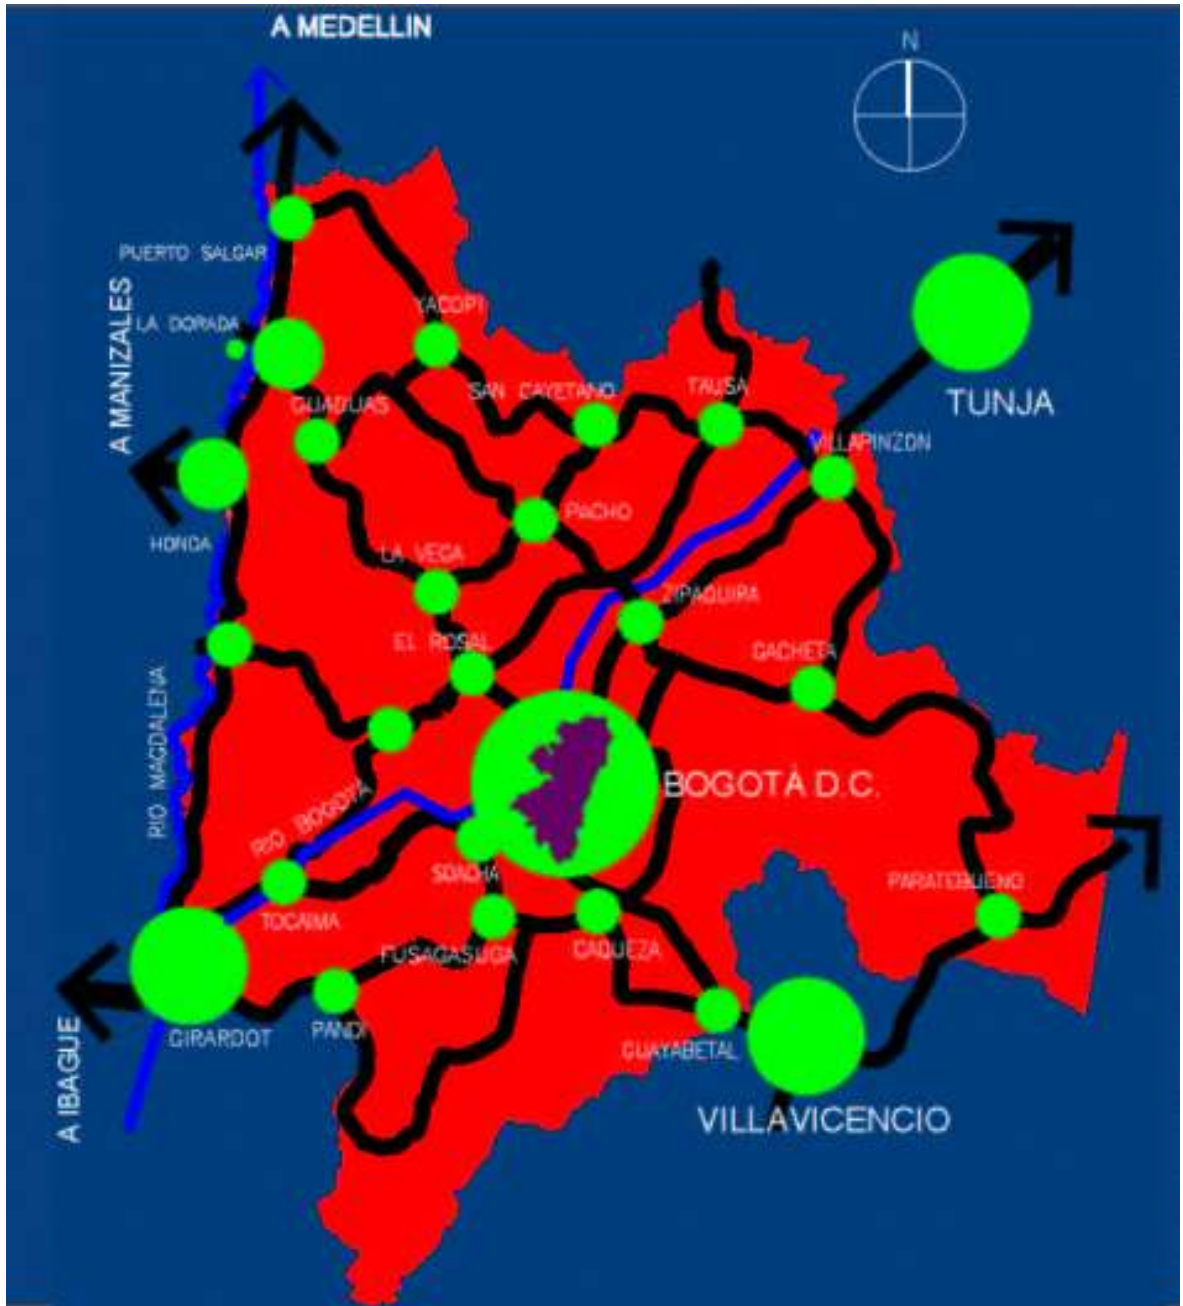 A MEDELLIN
N
PUERTO SALGAR
A MANIZALES
YACOPI
LA DORADA
SAN CAYETANO
TAUSA
GUADUAS
TUNJA
VILLAPINZON
PACHO
HONDA
LA VEGA
ZIPAQUIRA
EL ROSAL
GACHETA
RIO MAGDALENA
BOGOTÀ D.C.
RIO BOGOTA
SOACHA
PARATEBUENO
TOCAIMA
FUSAGASUGA
CAQUEZA
GIRARDOT
PANDI
GUAYABETAL
A IBAGUE
VILLAVICENCIO